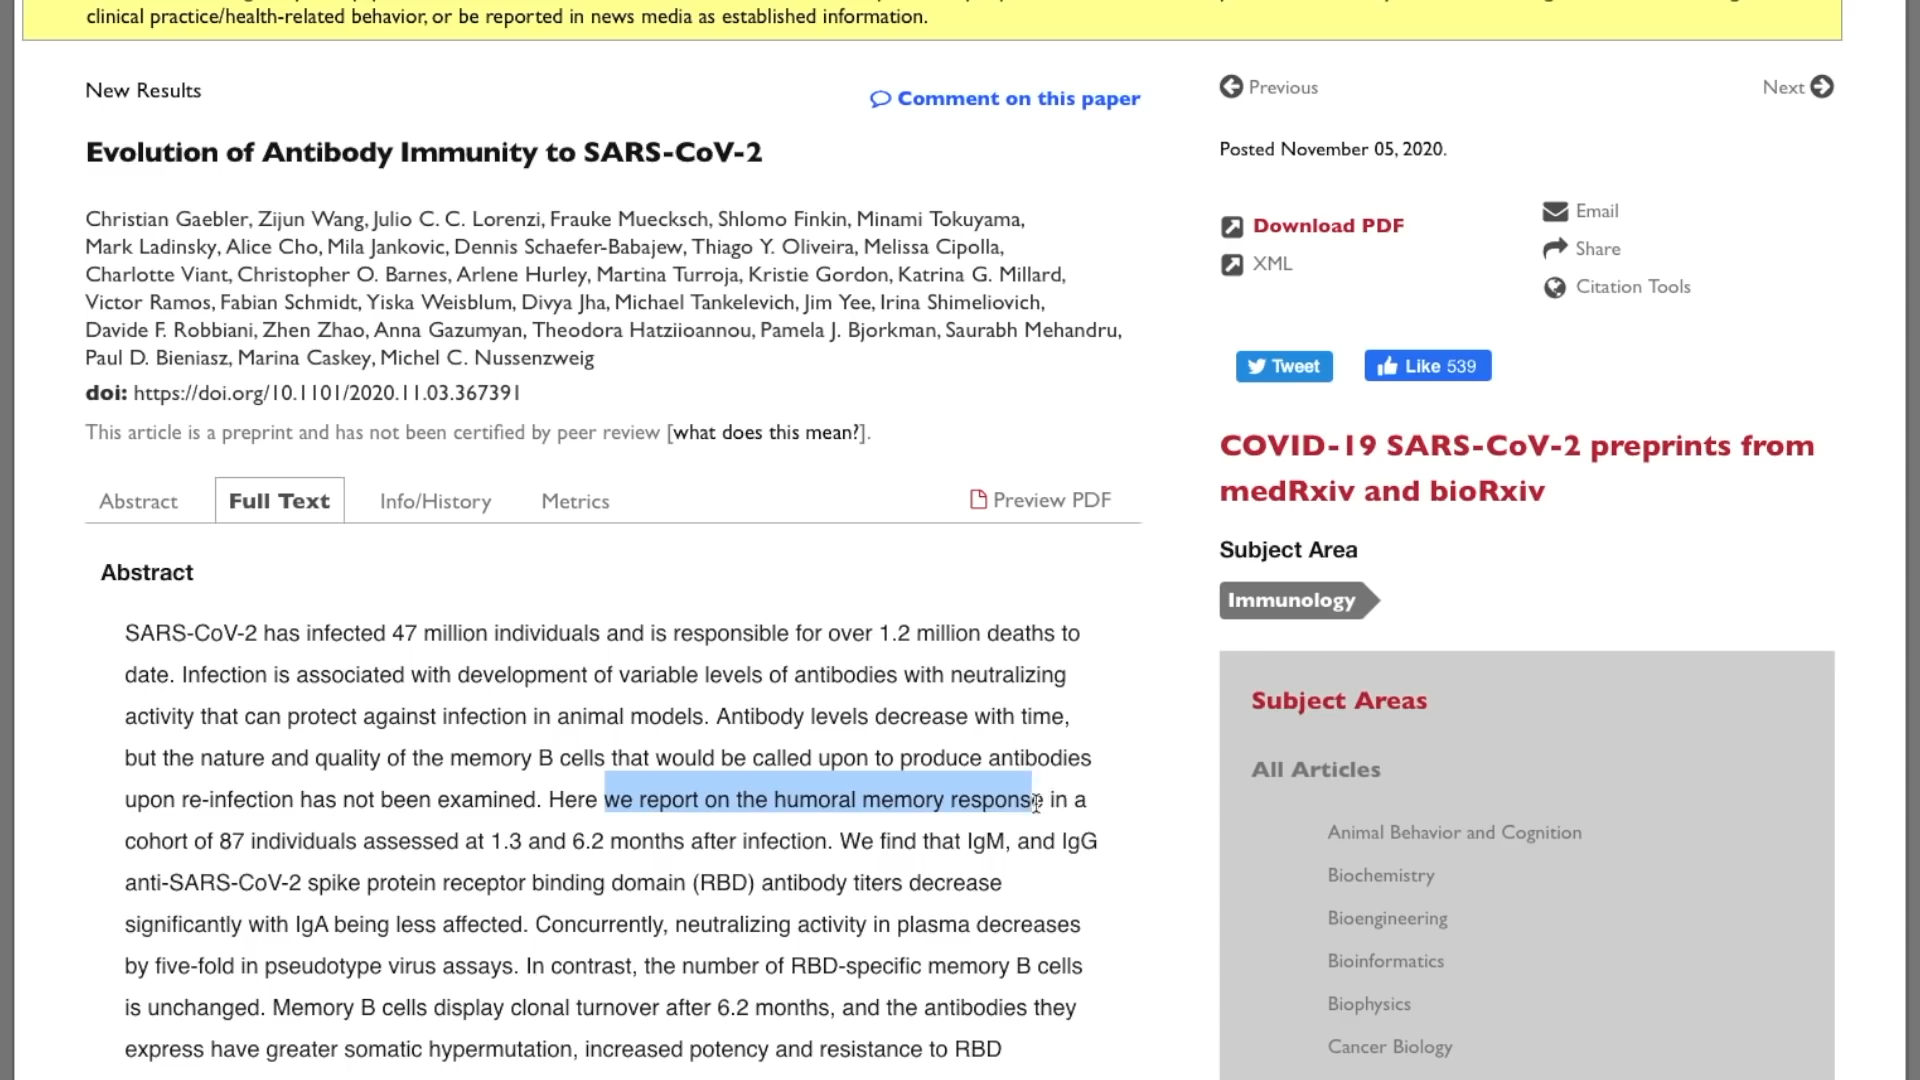 clinical practice/health-related behavior, or be reported in news media as established information.
New Results
Comment on this paper
Evolution of Antibody Immunity to SARS-CoV-2
Christian Gaebler, Zijun Wang, Julio C. C. Lorenzi, Frauke Muecksch, Shlomo Finkin, Minami Tokuyama,
Mark Ladinsky, Alice Cho, Mila Jankovic, Dennis Schaefer-Babajew, Thiago Y. Oliveira, Melissa Cipolla,
Charlotte Viant, Christopher O. Barnes, Arlene Hurley, Martina Turroja, Kristie Gordon, Katrina G. Millard,
Victor Ramos, Fabian Schmidt, Yiska Weisblum, Divya Jha, Michael Tankelevich, Jim Yee, Irina Shimeliovich,
Davide F. Robbiani, Zhen Zhao, Anna Gazumyan, Theodora Hatziioannou, Pamela J. Bjorkman, Saurabh Mehandru,
Paul D. Bieniasz, Marina Caskey, Michel C. Nussenzweig
doi: https://doi.org/10.1101/2020.11.03.367391
This article is a preprint and has not been certified by peer review [what does this mean?].
Abstract
Full Text
Info/History
Metrics
Preview PDF
Abstract
SARS-CoV-2 has infected 47 million individuals and is responsible for over 1.2 million deaths to
date. Infection is associated with development of variable levels of antibodies with neutralizing
activity that can protect against infection in animal models. Antibody levels decrease with time,
but the nature and quality of the memory B cells that would be called upon to produce antibodies
upon re-infection has not been examined. Here we report on the humoral memory response in a
cohort of 87 individuals assessed at 1.3 and 6.2 months after infection. We find that IgM, and IgG
anti-SARS-CoV-2 spike protein receptor binding domain (RBD) antibody titers decrease
significantly with IgA being less affected. Concurrently, neutralizing activity in plasma decreases
by five-fold in pseudotype virus assays. In contrast, the number of RBD-specific memory B cells
is unchanged. Memory B cells display clonal turnover after 6.2 months, and the antibodies they
express have greater somatic hypermutation, increased potency and resistance to RBD
Previous
Next
Posted November 05, 2020.
Download PDF
XML
Email
Share
Citation Tools
Tweet
Like 539
COVID-19 SARS-CoV-2 preprints from
medRxiv and bioRxiv
Subject Area
Immunology
Subject Areas
All Articles
Animal Behavior and Cognition
Biochemistry
Bioengineering
Bioinformatics
Biophysics
Cancer Biology